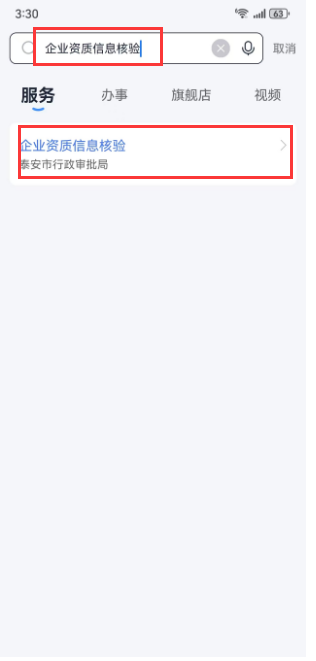 3:30 63
企业资质信息核验 取消
服务 办事 旗舰店 视频
企业资质信息核验
泰安市行政审批局